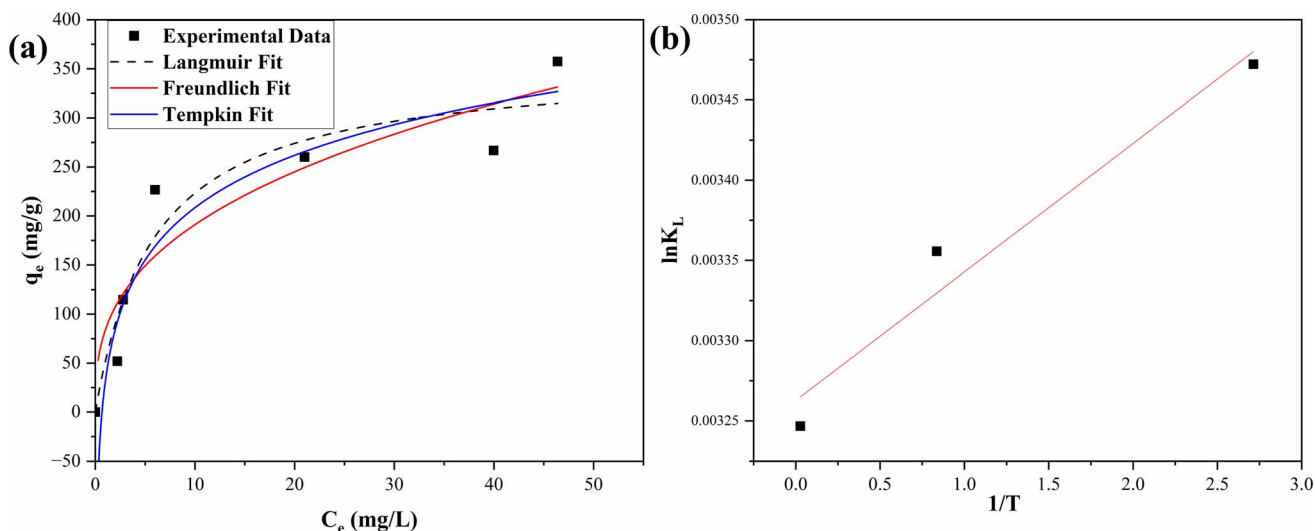 (a)
Experimental Data
Langmuir Fit
Freundlich Fit
Tempkin Fit
400
350
300
250
200
150
100
50
0
−50
qe (mg/g)
0
10
20
30
40
50
Ce (mg/L)
(b)
0.00350
0.00345
0.00340
0.00335
0.00330
0.00325
lnKL
0.0
0.5
1.0
1.5
2.0
2.5
3.0
1/T